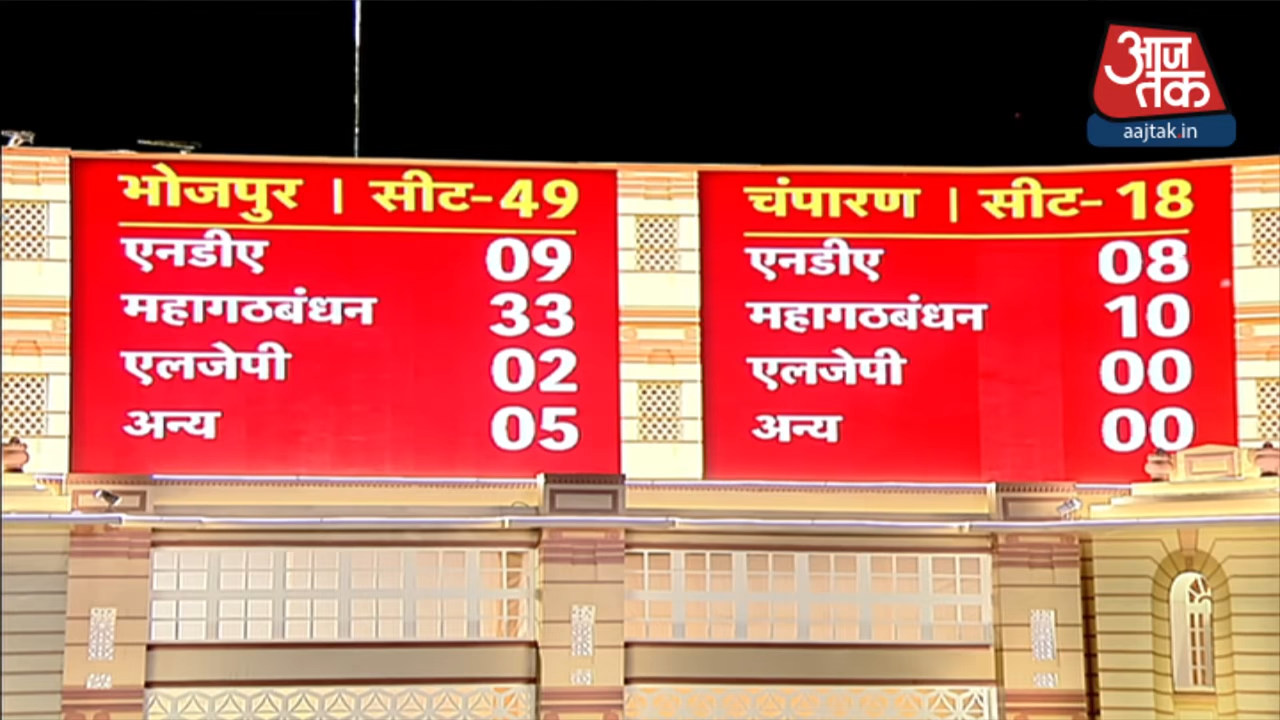 आज
तक
aajtak.in
भोजपुर | सीट-49
एनडीए 09
महागठबंधन 33
एलजेपी 02
अन्य 05
चंपारण | सीट- 18
एनडीए 08
महागठबंधन 10
एलजेपी 00
अन्य 00